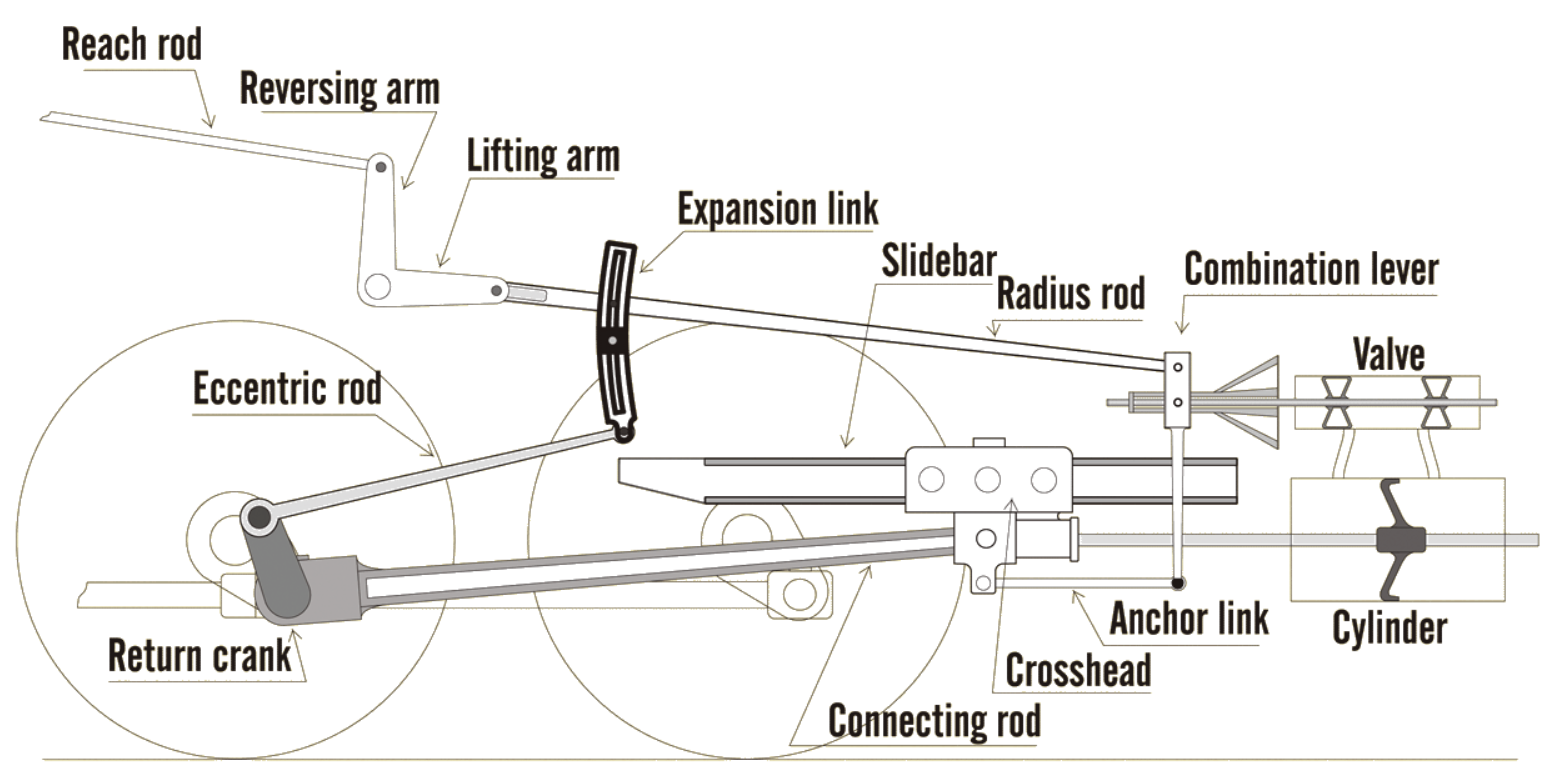 Reach rod
Reversing arm
Lifting arm
Expansion link
Slidebar
Radius rod
Combination lever
Valve
Eccentric rod
Return crank
Anchor link
Cylinder
Crosshead
Connecting rod